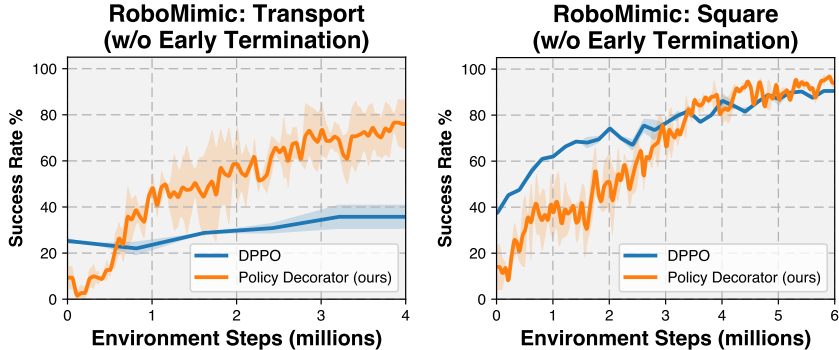 RoboMimic: Transport
(w/o Early Termination)
Success Rate %
100
80
60
40
20
0
DPPO
Policy Decorator (ours)
0 1 2 3 4
Environment Steps (millions)
RoboMimic: Square
(w/o Early Termination)
Success Rate %
100
80
60
40
20
0
DPPO
Policy Decorator (ours)
0 1 2 3 4 5 6
Environment Steps (millions)